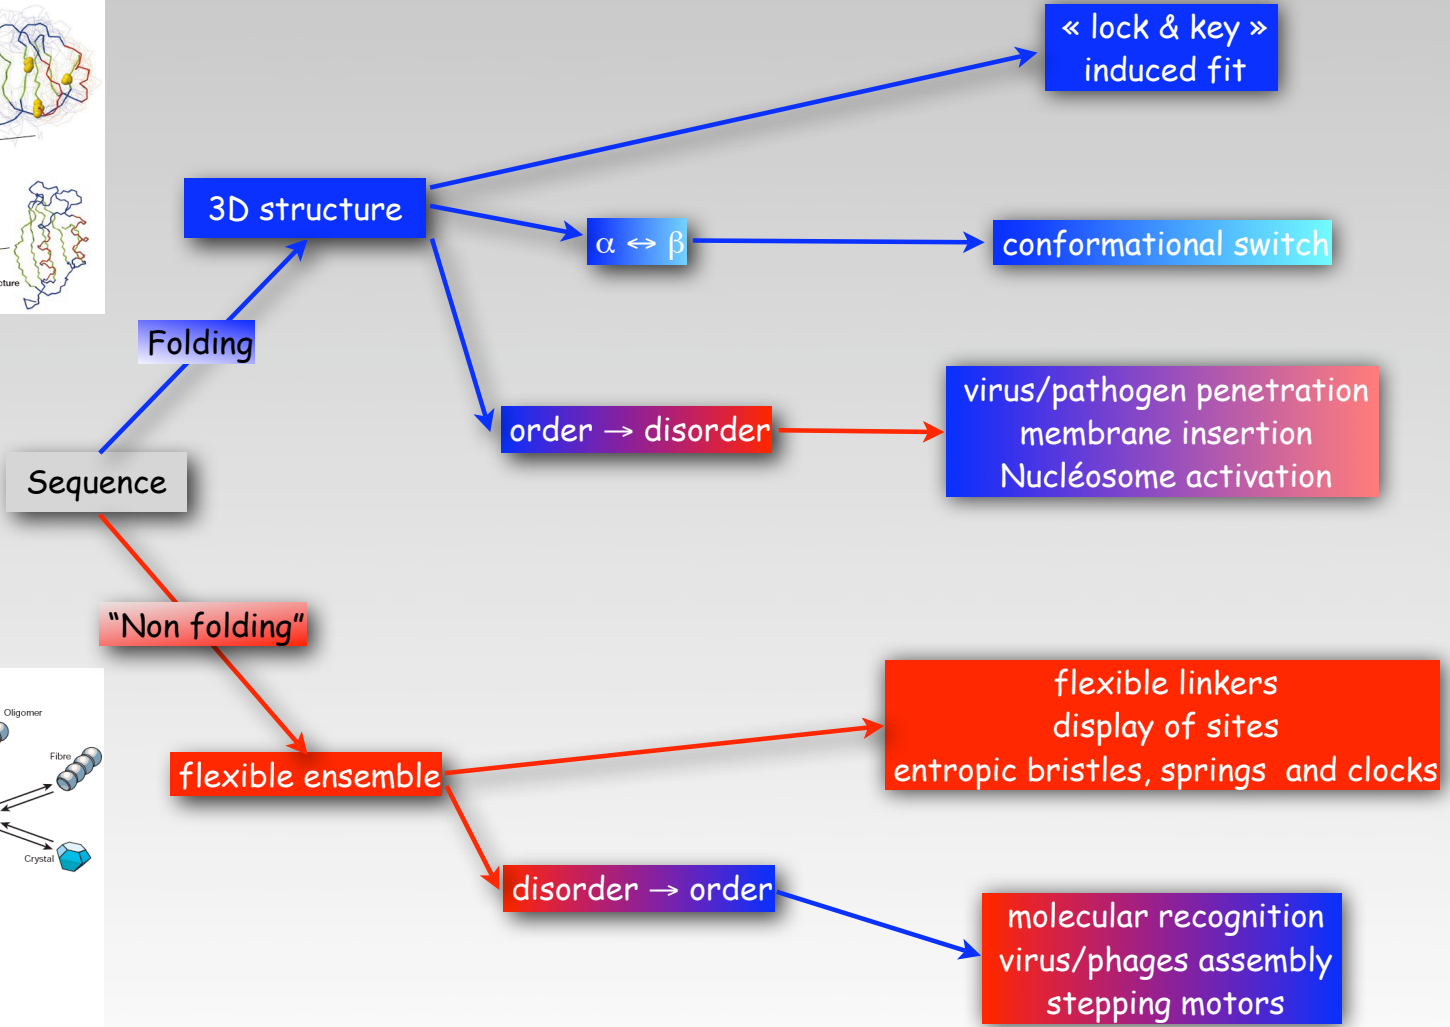 « lock & key »
induced fit
3D structure
α ↔ β
conformational switch
Folding
virus/pathogen penetration
membrane insertion
Nucléosome activation
order → disorder
Sequence
"Non folding"
flexible linkers
display of sites
entropic bristles, springs and clocks
flexible ensemble
disorder → order
molecular recognition
virus/phages assembly
stepping motors
Oligomer
Fibre
Crystal